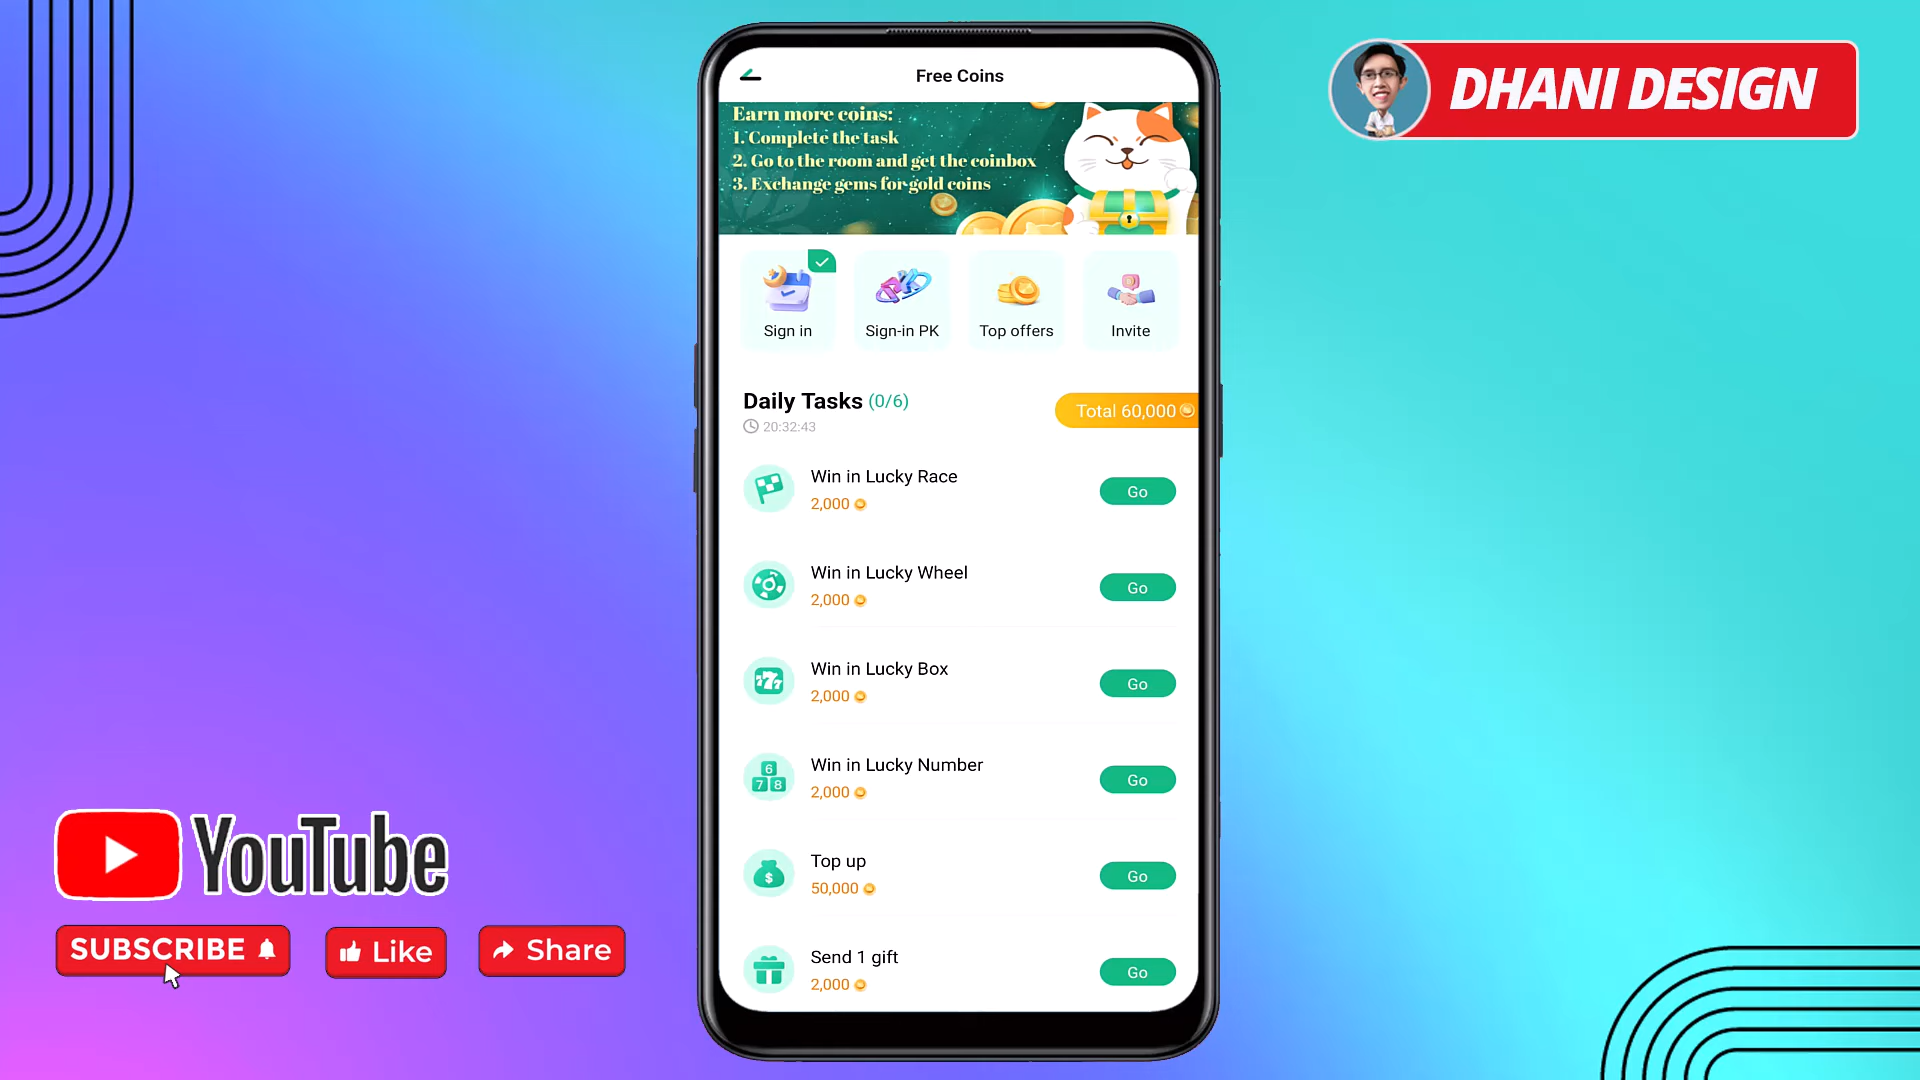 DHANI DESIGN
Free Coins
Earn more coins:
1. Complete the task
2. Go to the room and get the coinbox
3. Exchange gems for gold coins
Sign in
Sign-in PK
Top offers
Invite
Daily Tasks (0/6)
Total 60,000
20:32:43
Win in Lucky Race
2,000
Go
Win in Lucky Wheel
2,000
Go
Win in Lucky Box
2,000
Go
777
Win in Lucky Number
2,000
Go
6
7 8
Top up
50,000
Go
$
Send 1 gift
2,000
Go
YouTube
SUBSCRIBE
Like
Share